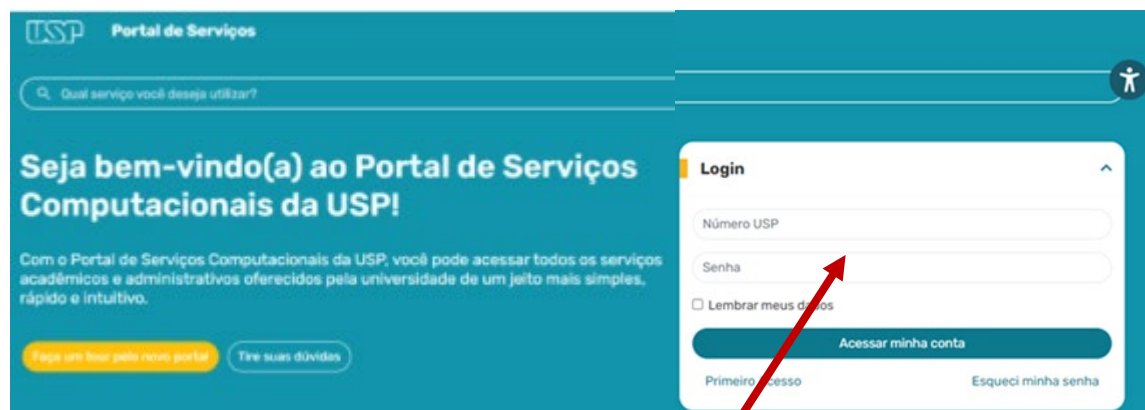 USP Portal de Serviços
Qual serviço você deseja utilizar?
Seja bem-vindo(a) ao Portal de Serviços
Computacionais da USP!
Com o Portal de Serviços Computacionais da USP, você pode acessar todos os serviços
acadêmicos e administrativos oferecidos pela universidade de um jeito mais simples,
rápido e intuitivo.
Faça um tour pelo novo portal Tire suas dúvidas
Login
Número USP
Senha
Lembrar meus dados
Acessar minha conta
Primeiro acesso Esqueci minha senha